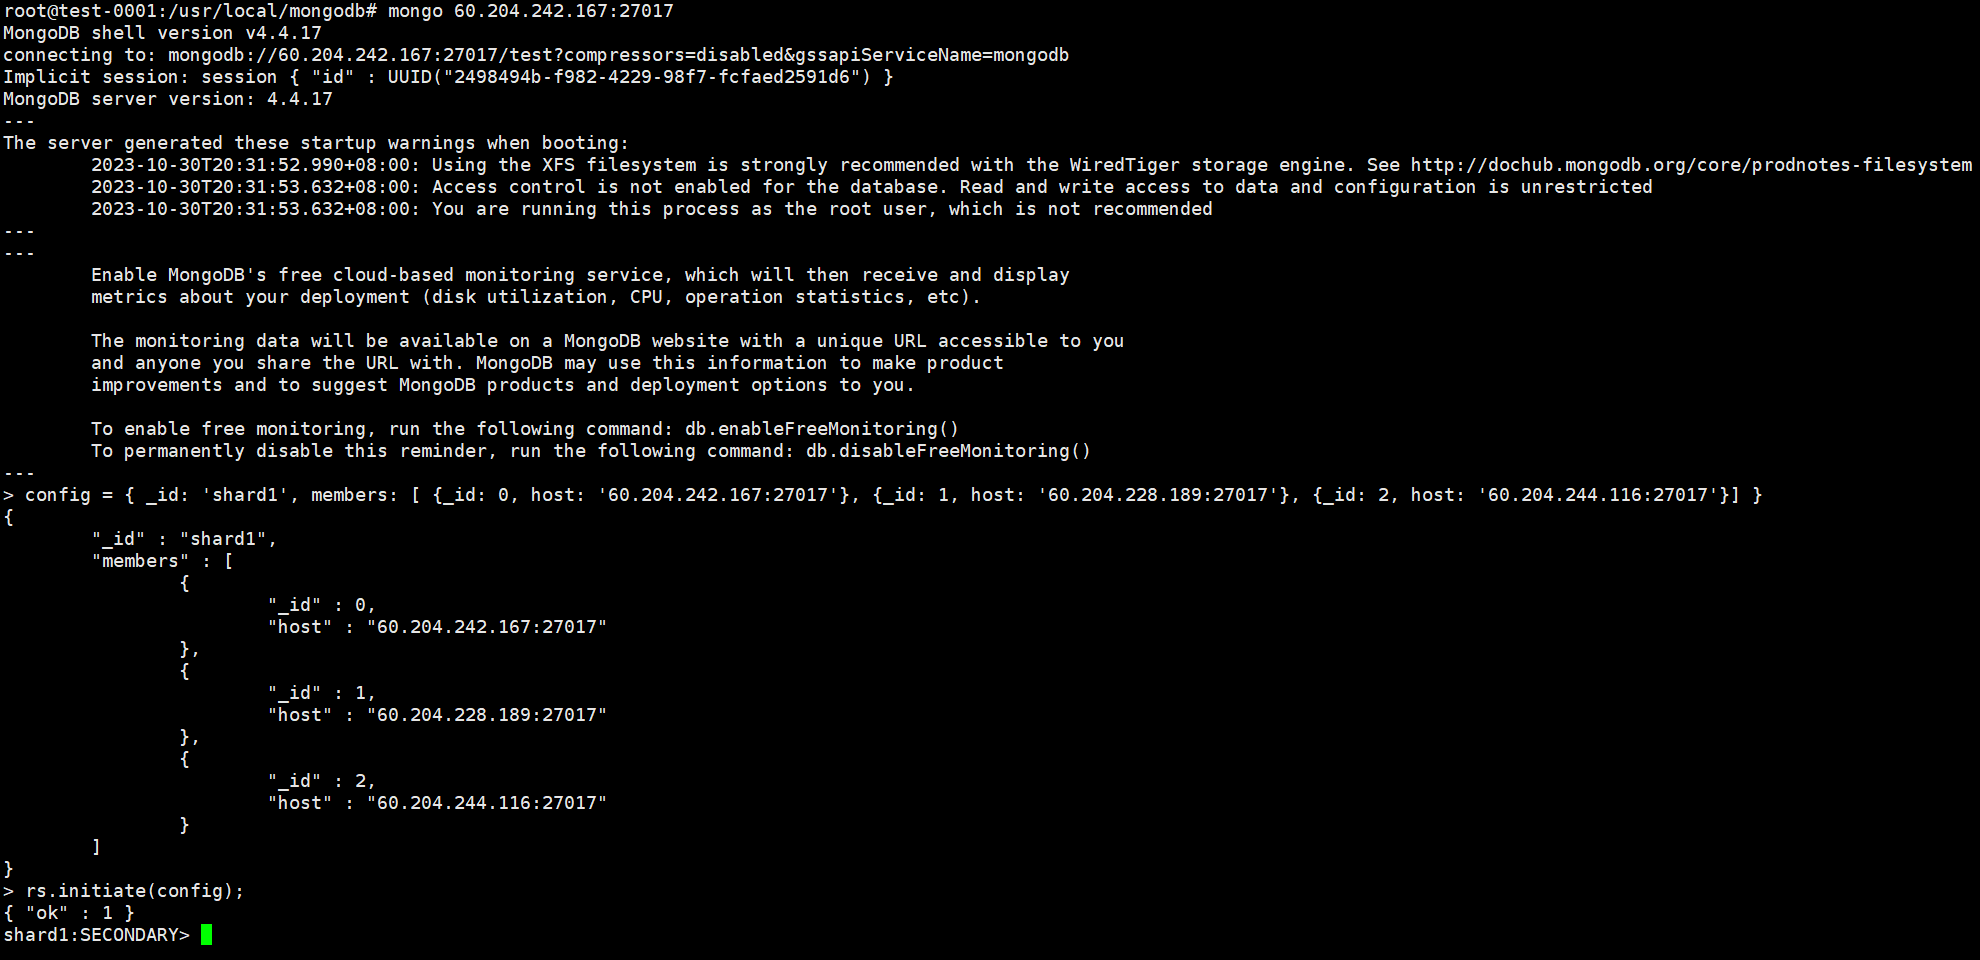 root@test-0001:/usr/local/mongodb# mongo 60.204.242.167:27017
MongoDB shell version v4.4.17
connecting to: mongodb://60.204.242.167:27017/test?compressors=disabled&gssapiServiceName=mongodb
Implicit session: session { "id" : UUID("2498494b-f982-4229-98f7-fcfaed2591d6") }
MongoDB server version: 4.4.17
---
The server generated these startup warnings when booting:
        2023-10-30T20:31:52.990+08:00: Using the XFS filesystem is strongly recommended with the WiredTiger storage engine. See http://dochub.mongodb.org/core/prodnotes-filesystem
        2023-10-30T20:31:53.632+08:00: Access control is not enabled for the database. Read and write access to data and configuration is unrestricted
        2023-10-30T20:31:53.632+08:00: You are running this process as the root user, which is not recommended
---
---
        Enable MongoDB's free cloud-based monitoring service, which will then receive and display
        metrics about your deployment (disk utilization, CPU, operation statistics, etc).

        The monitoring data will be available on a MongoDB website with a unique URL accessible to you
        and anyone you share the URL with. MongoDB may use this information to make product
        improvements and to suggest MongoDB products and deployment options to you.

        To enable free monitoring, run the following command: db.enableFreeMonitoring()
        To permanently disable this reminder, run the following command: db.disableFreeMonitoring()
---
> config = { _id: 'shard1', members: [ {_id: 0, host: '60.204.242.167:27017'}, {_id: 1, host: '60.204.228.189:27017'}, {_id: 2, host: '60.204.244.116:27017'}] }
{
        "_id" : "shard1",
        "members" : [
                {
                        "_id" : 0,
                        "host" : "60.204.242.167:27017"
                },
                {
                        "_id" : 1,
                        "host" : "60.204.228.189:27017"
                },
                {
                        "_id" : 2,
                        "host" : "60.204.244.116:27017"
                }
        ]
}
> rs.initiate(config);
{ "ok" : 1 }
shard1:SECONDARY>